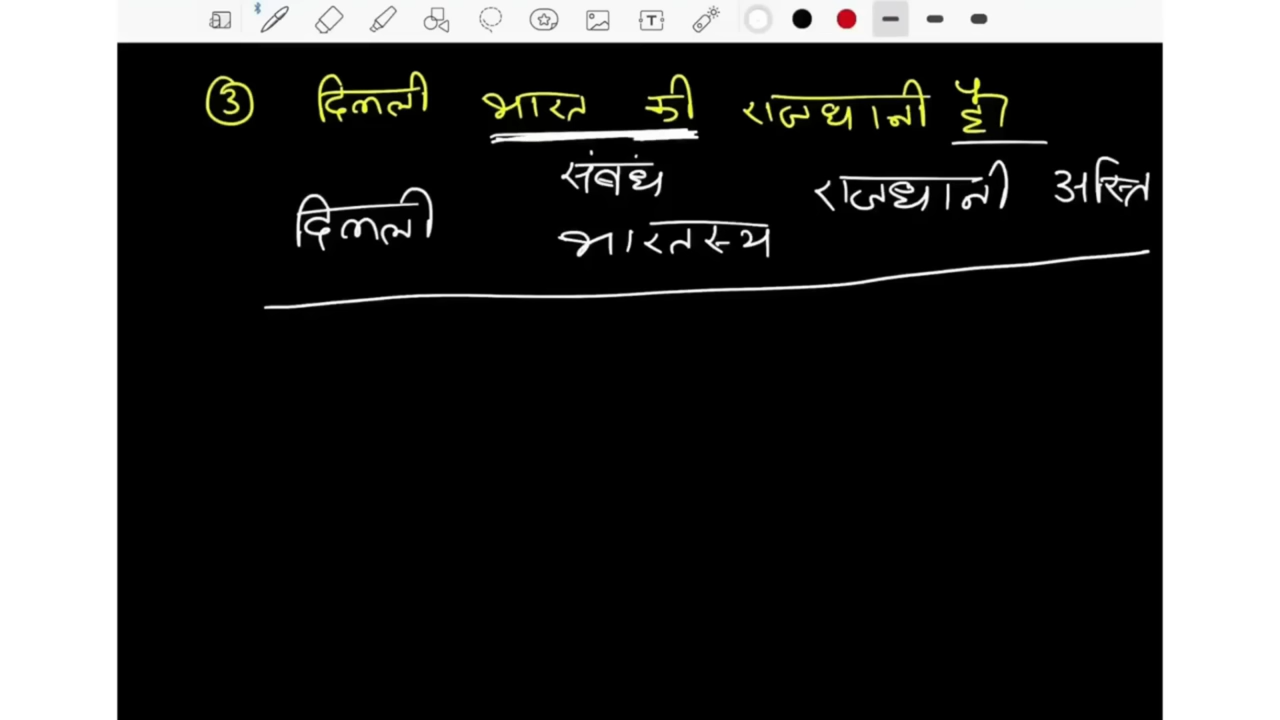 ③ दिल्ली भारत की राजधानी है।
संबंध
दिल्ली भारतस्य राजधानी अस्ति